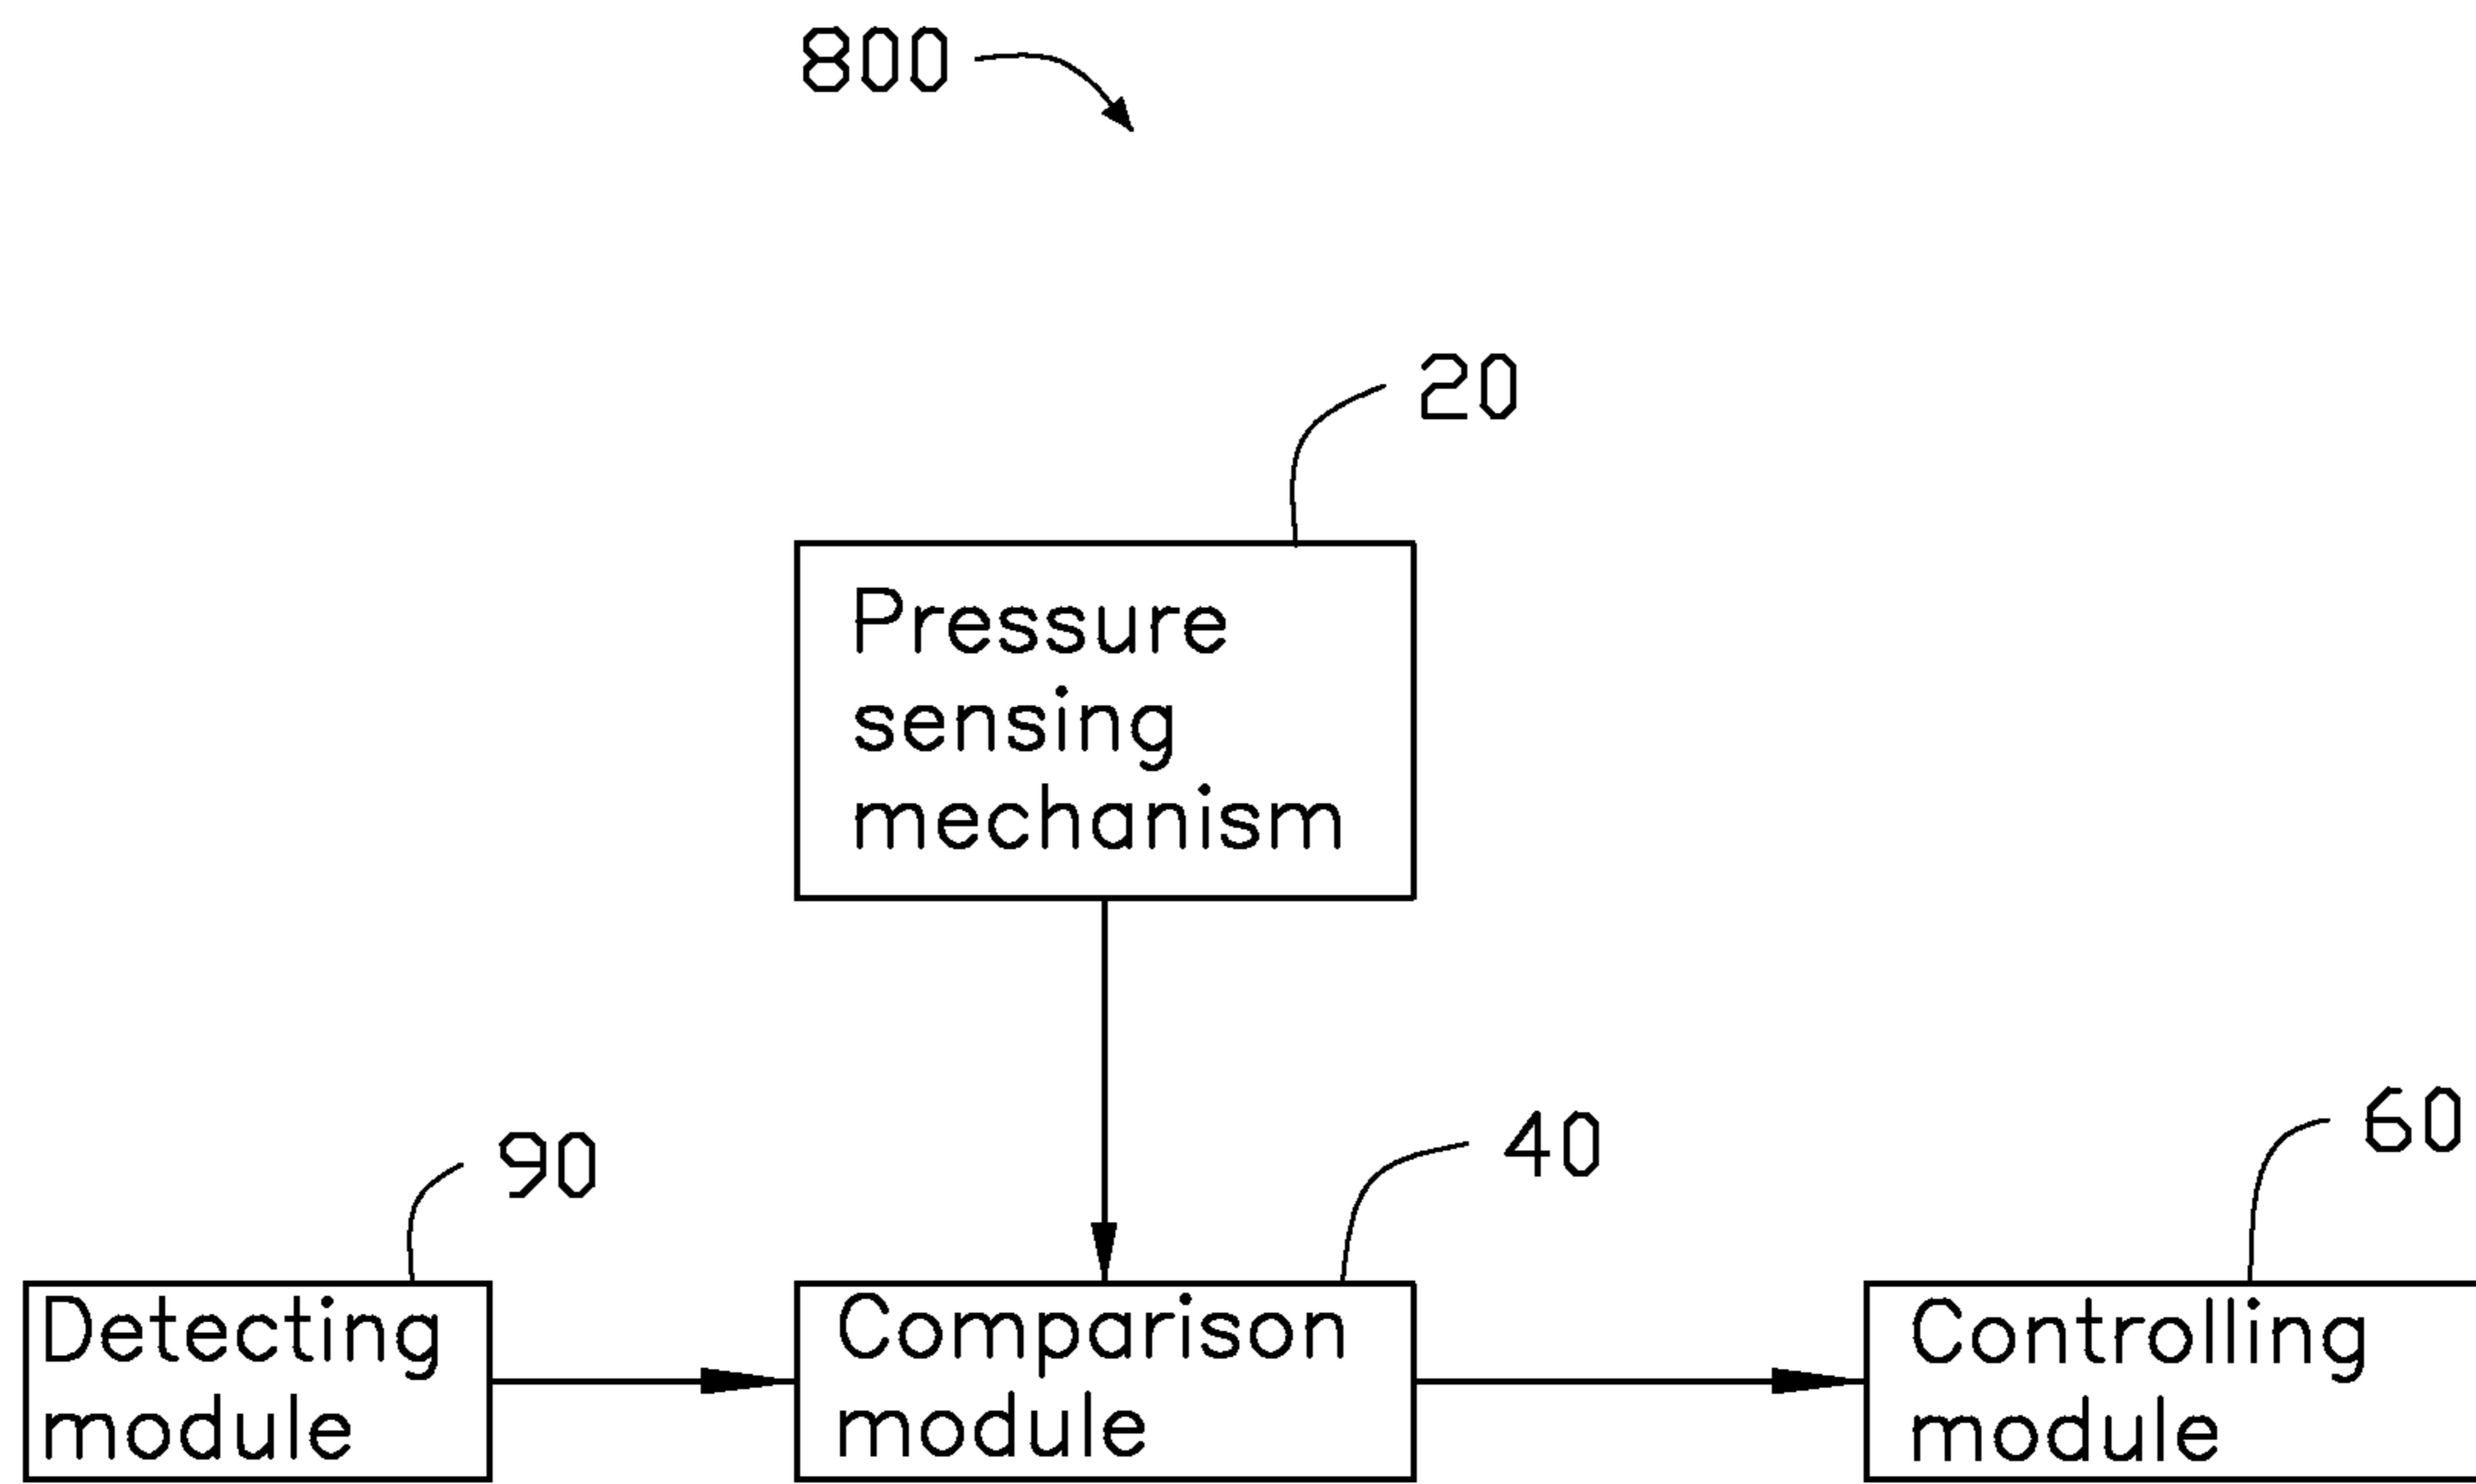 800
20
Pressure
sensing
mechanism
90
40
60
Detecting
module
Comparison
module
Controlling
module